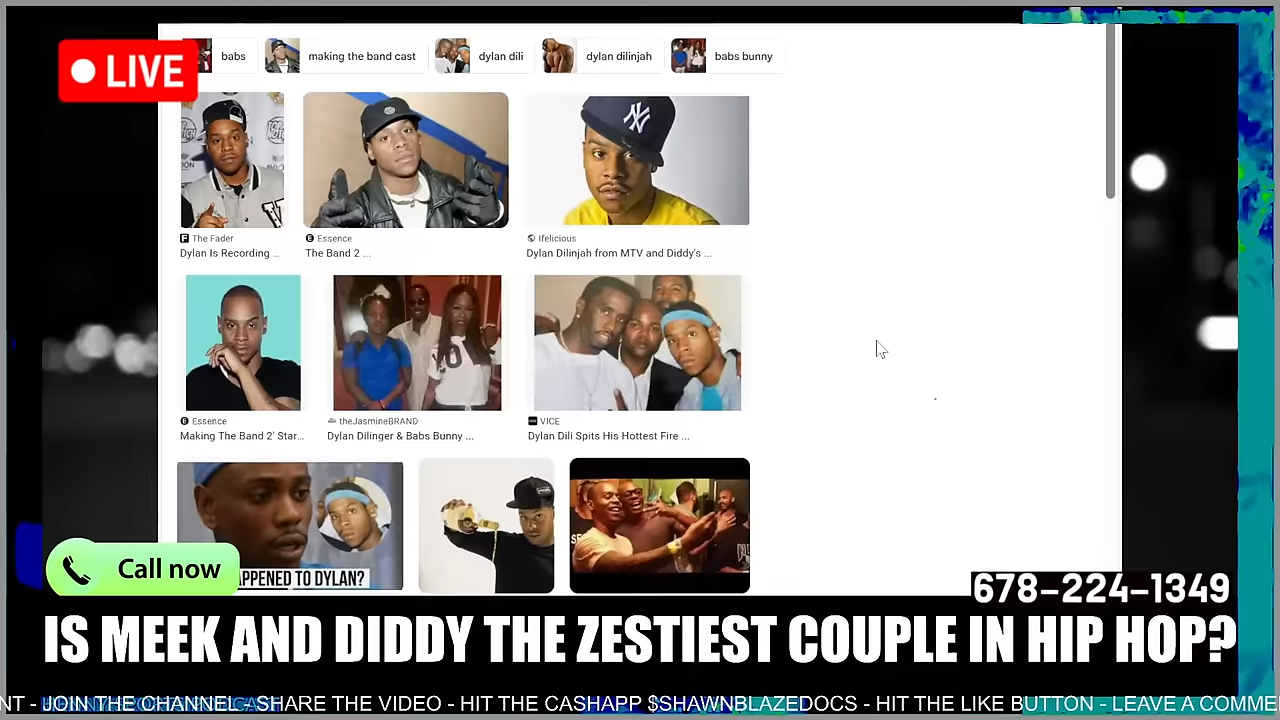 LIVE
babs
making the band cast
dylan dili
dylan dilinjah
babs bunny
The Fader
Essence
Ifelicious
Dylan Is Recording ...
The Band 2 ...
Dylan Dilinjah from MTV and Diddy's ...
Essence
theJasmineBRAND
VICE
Making The Band 2' Star...
Dylan Dilinger & Babs Bunny ...
Dylan Dili Spits His Hottest Fire ...
Call now
APPENED TO DYLAN?
678-224-1349
IS MEEK AND DIDDY THE ZESTIEST COUPLE IN HIP HOP?
NT - JOIN THE CHANNEL - SHARE THE VIDEO - HIT THE CASHAPP $SHAWNBLAZEDOCS - HIT THE LIKE BUTTON - LEAVE A COMME